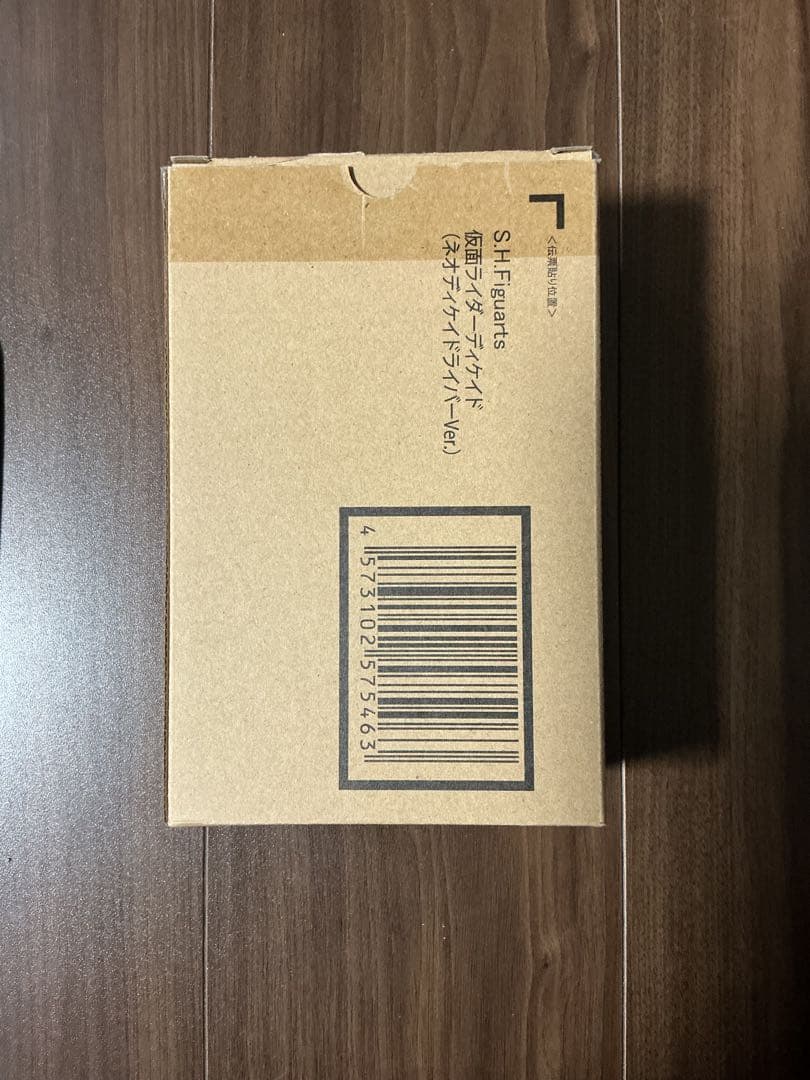 ＜伝票貼り位置＞
S.H.Figuarts
仮面ライダーディケイド
(ネオディケイドライバーVer.)
4 573102 575463